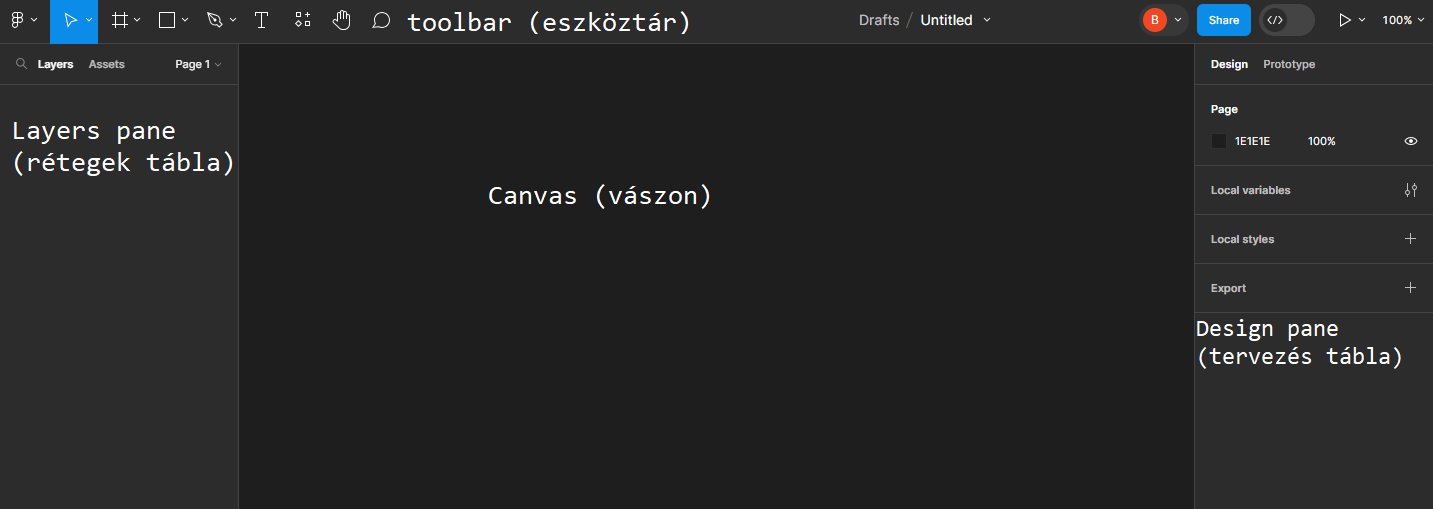 toolbar (eszköztár)
Drafts / Untitled
B
Share
100%
Layers
Assets
Page 1
Layers pane
(rétegek tábla)
Canvas (vászon)
Design
Prototype
Page
1E1E1E
100%
Local variables
Local styles
Export
Design pane
(tervezés tábla)